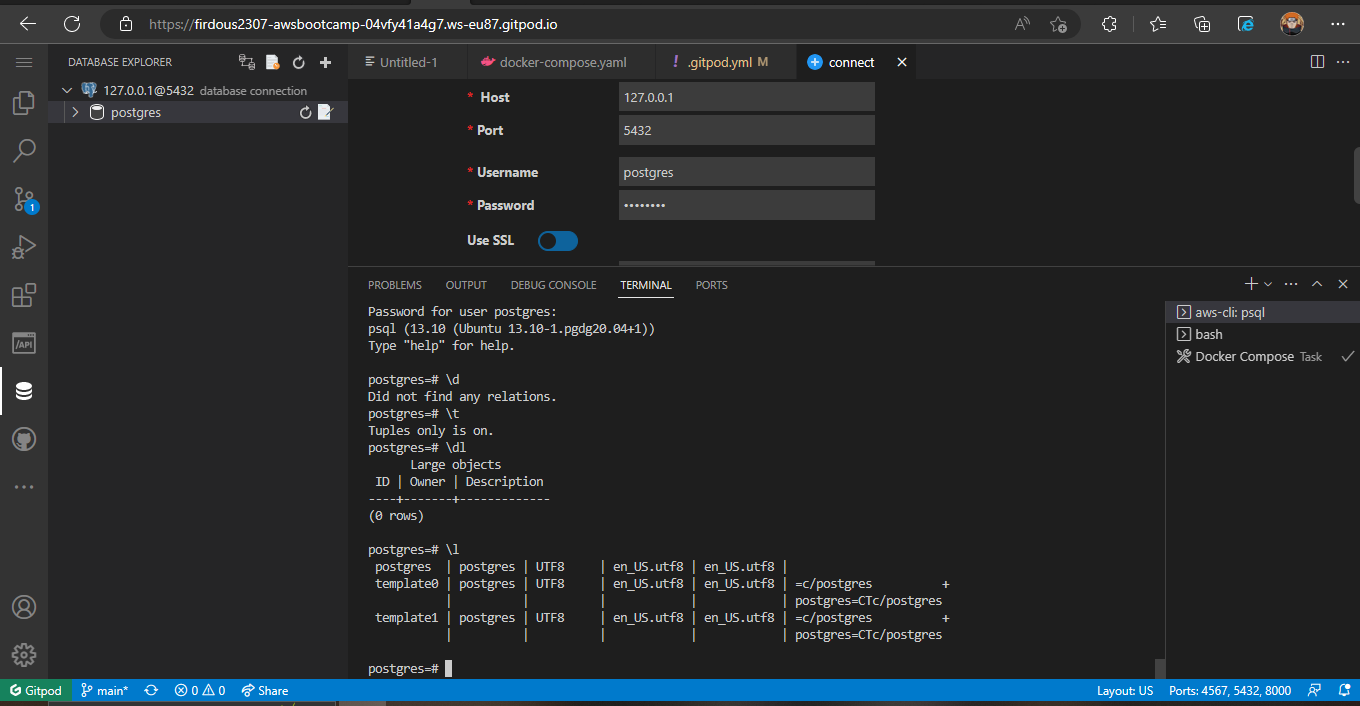 https://firdous2307-awsbootcamp-04vfy41a4g7.ws-eu87.gitpod.io
DATABASE EXPLORER
127.0.0.1@5432 database connection
postgres
1
/API
Untitled-1
docker-compose.yaml
! .gitpod.yml M
connect
* Host 127.0.0.1
* Port 5432
* Username postgres
* Password ••••••••
Use SSL
PROBLEMS OUTPUT DEBUG CONSOLE TERMINAL PORTS
Password for user postgres:
psql (13.10 (Ubuntu 13.10-1.pgdg20.04+1))
Type "help" for help.
postgres=# \d
Did not find any relations.
postgres=# \t
Tuples only is on.
postgres=# \dl
      Large objects
 ID | Owner | Description
----+-------+-------------
(0 rows)
postgres=# \l
 postgres  | postgres | UTF8     | en_US.utf8 | en_US.utf8 |
 template0 | postgres | UTF8     | en_US.utf8 | en_US.utf8 | =c/postgres          +
           |          |          |            |            | postgres=CTc/postgres
 template1 | postgres | UTF8     | en_US.utf8 | en_US.utf8 | =c/postgres          +
           |          |          |            |            | postgres=CTc/postgres
postgres=#
aws-cli: psql
bash
Docker Compose Task
Gitpod main* 0 0 Share Layout: US Ports: 4567, 5432, 8000